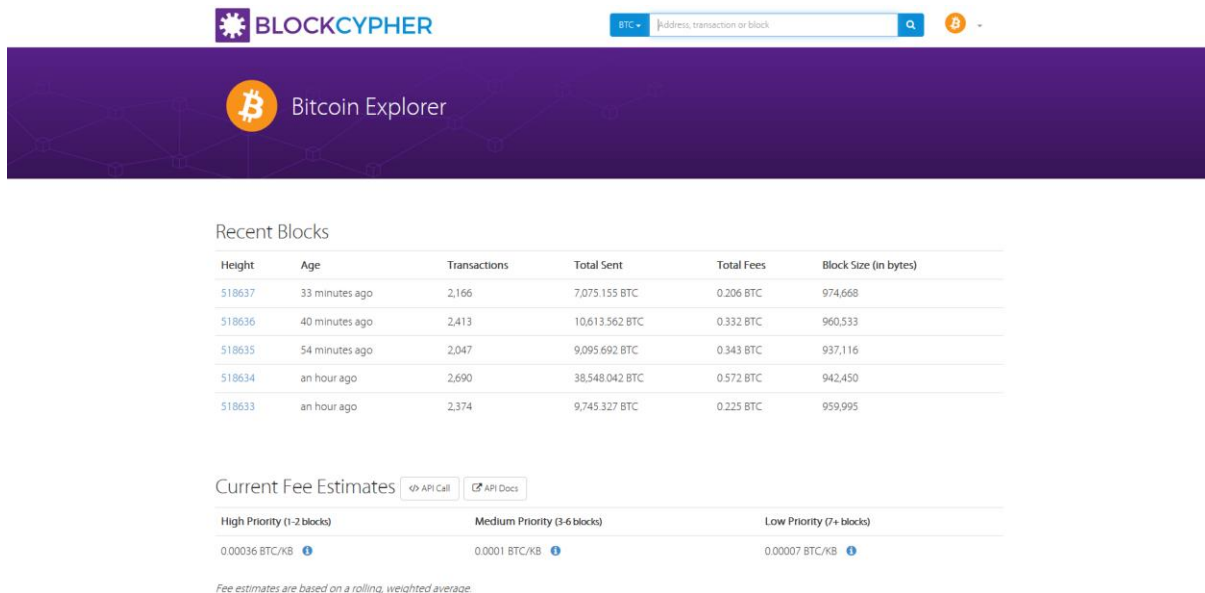 BLOCKCYPHER BTC Address, transaction or block
Bitcoin Explorer
Recent Blocks
Height Age Transactions Total Sent Total Fees Block Size (in bytes)
518637 33 minutes ago 2,166 7,075.155 BTC 0.206 BTC 974,668
518636 40 minutes ago 2,413 10,613.562 BTC 0.332 BTC 960,533
518635 54 minutes ago 2,047 9,095.692 BTC 0.343 BTC 937,116
518634 an hour ago 2,690 38,548.042 BTC 0.572 BTC 942,450
518633 an hour ago 2,374 9,745.327 BTC 0.225 BTC 959,995
Current Fee Estimates </> API Call API Docs
High Priority (1-2 blocks) Medium Priority (3-6 blocks) Low Priority (7+ blocks)
0.00036 BTC/KB 0.0001 BTC/KB 0.00007 BTC/KB
Fee estimates are based on a rolling, weighted average.